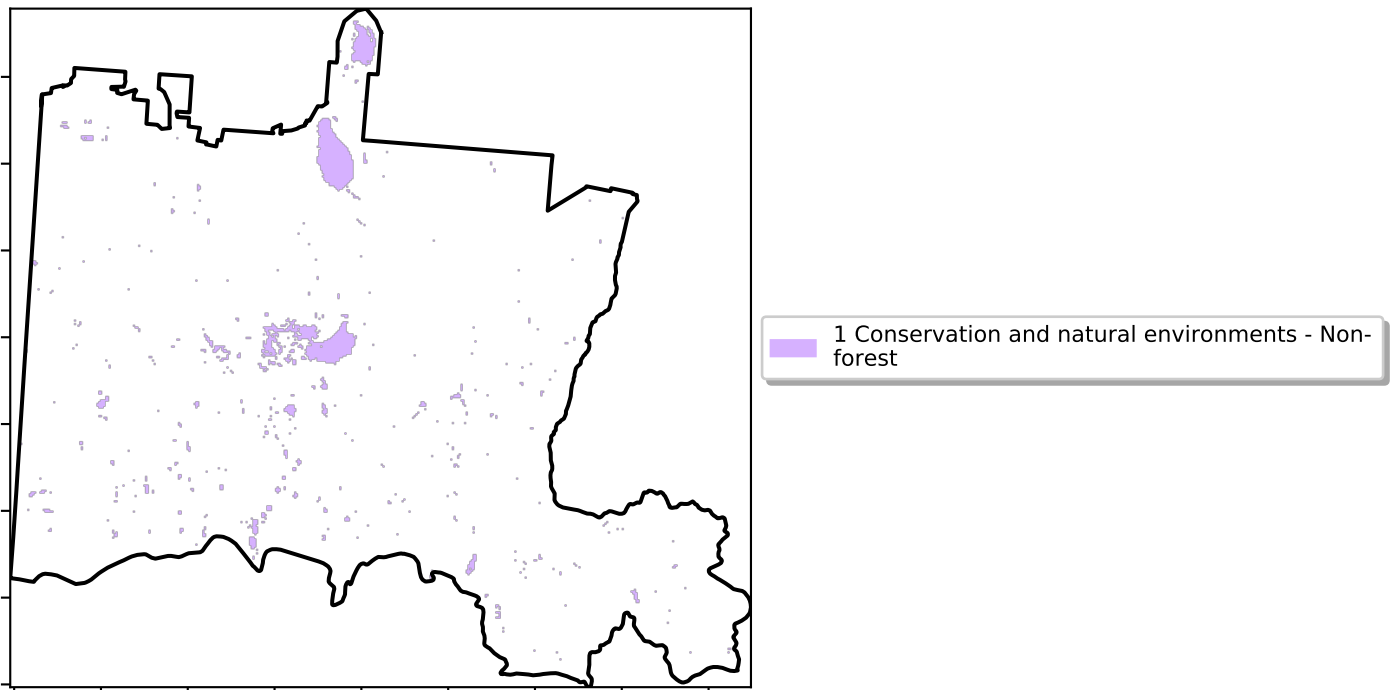 1 Conservation and natural environments - Non-
forest